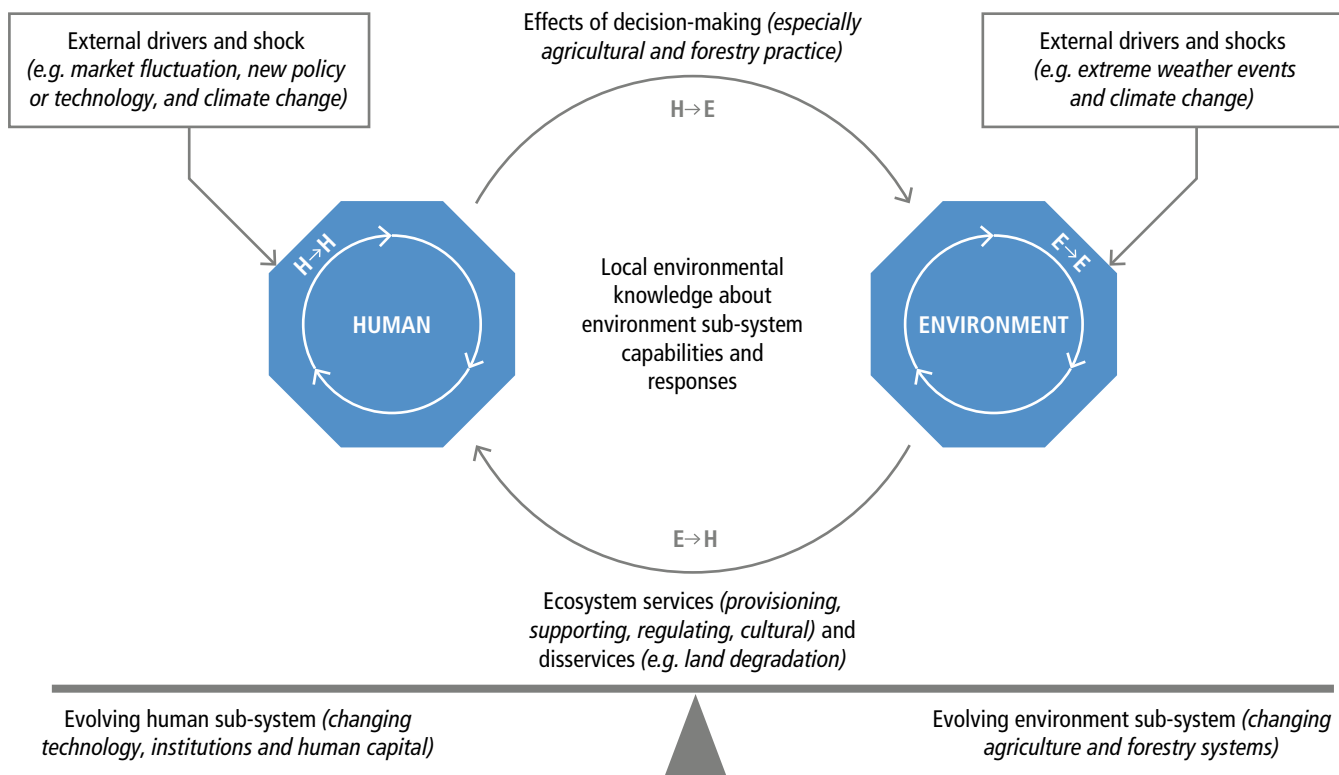 External drivers and shock
(e.g. market fluctuation, new policy
or technology, and climate change)
Effects of decision-making (especially
agricultural and forestry practice)
External drivers and shocks
(e.g. extreme weather events
and climate change)
H→E
H→H
HUMAN
Local environmental
knowledge about
environment sub-system
capabilities and
responses
E→E
ENVIRONMENT
E→H
Ecosystem services (provisioning,
supporting, regulating, cultural) and
disservices (e.g. land degradation)
Evolving human sub-system (changing
technology, institutions and human capital)
Evolving environment sub-system (changing
agriculture and forestry systems)